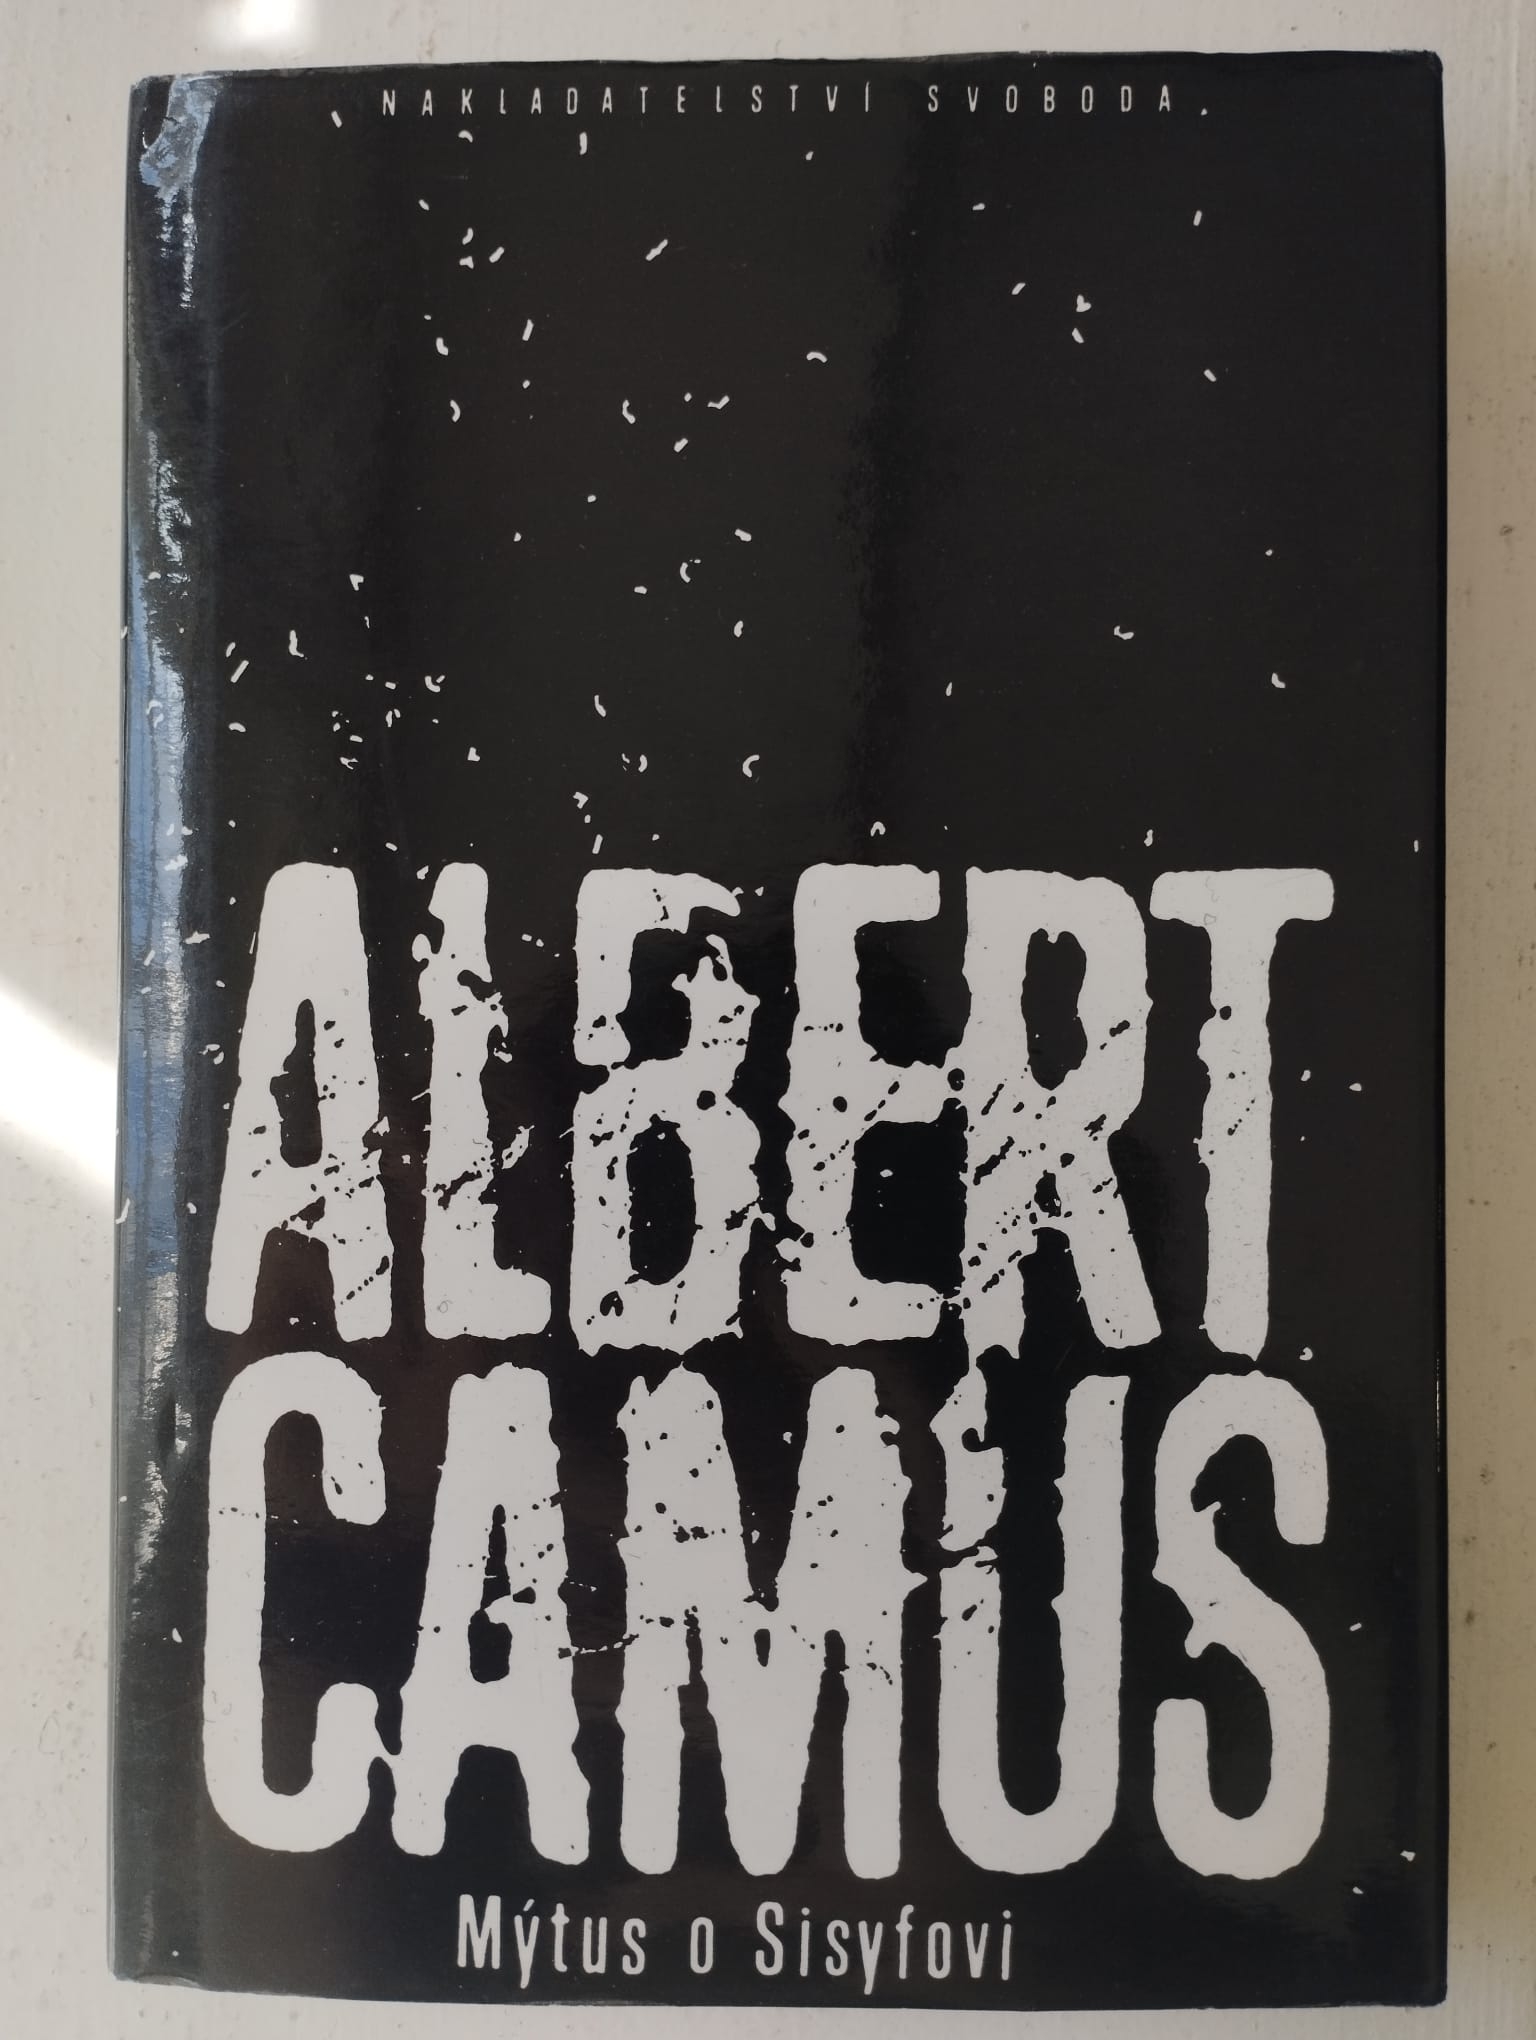 NAKLADATELSTVÍ SVOBODA
ALBERT
CAMUS
Mýtus o Sisyfovi